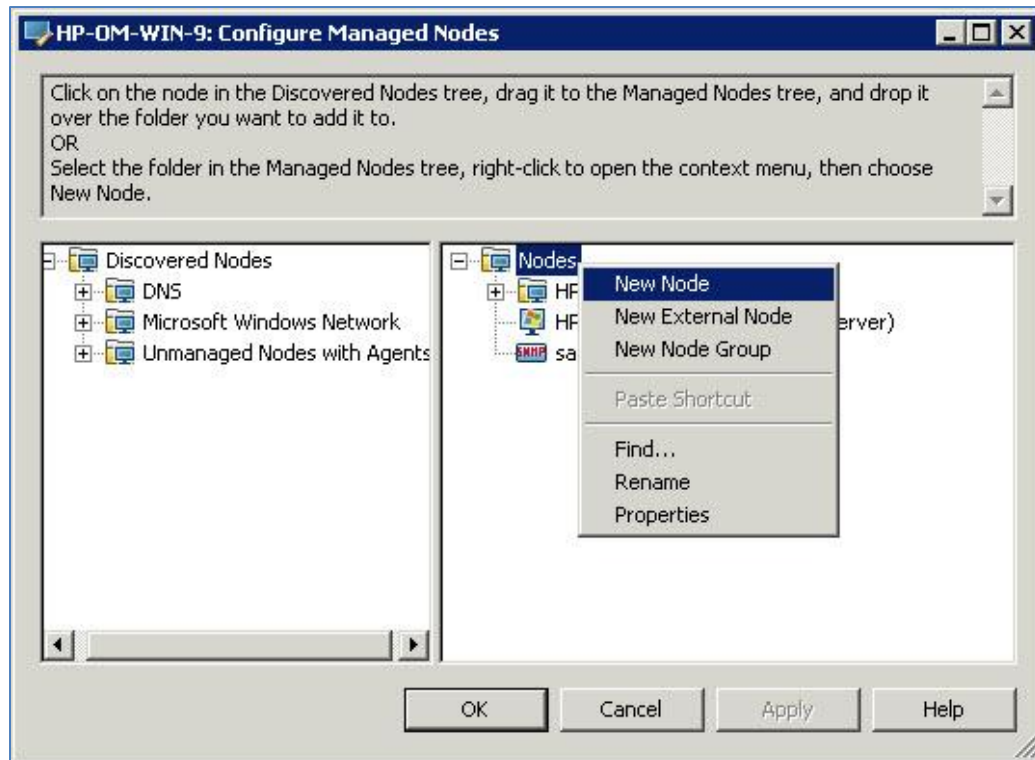 HP-OM-WIN-9: Configure Managed Nodes
Click on the node in the Discovered Nodes tree, drag it to the Managed Nodes tree, and drop it
over the folder you want to add it to.
OR
Select the folder in the Managed Nodes tree, right-click to open the context menu, then choose
New Node.
Discovered Nodes
DNS
Microsoft Windows Network
Unmanaged Nodes with Agents
Nodes
HP
HP
erver)
SNMP sa
New Node
New External Node
New Node Group
Paste Shortcut
Find...
Rename
Properties
OK
Cancel
Apply
Help